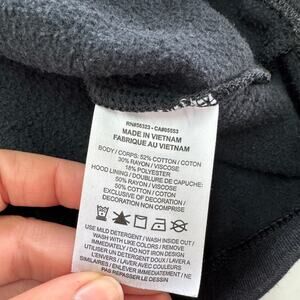 RN#56323 - CA#05553
MADE IN VIETNAM
FABRIQUE AU VIETNAM
BODY / CORPS: 52% COTTON / COTON
30% RAYON / VISCOSE
18% POLYESTER
HOOD LINING / DOUBLURE DE CAPUCHE:
50% RAYON / VISCOSE
50% COTTON / COTON
EXCLUSIVE OF DECORATION /
DECORATION NON COMPRISE
USE MILD DETERGENT / WASH INSIDE OUT /
WASH WITH LIKE COLORS / REMOVE
IMMEDIATELY / DO NOT IRON DESIGN
UTILISER UN DÉTERGENT DOUX / LAVER À
L'ENVERS / LAVER AVEC COULEURS
SIMILAIRES / ENLEVER IMMÉDIATEMENT / NE
PAS REPASSER LE DESSIN